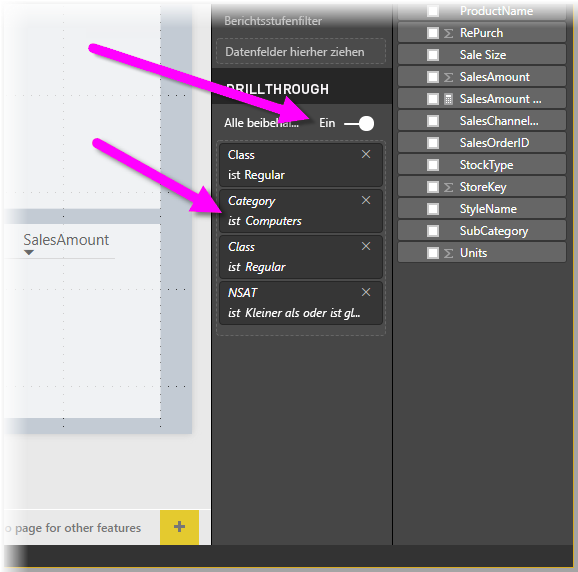 Berichtsstufenfilter
Datenfelder hierher ziehen
DRILLTHROUGH
Alle beibehal... Ein
Class
ist Regular
Category
ist Computers
Class
ist Regular
NSAT
ist Kleiner als oder ist gl...
SalesAmount
o page for other features
+
ProductName
RePurch
Sale Size
SalesAmount
SalesAmount ...
SalesChannel...
SalesOrderID
StockType
StoreKey
StyleName
SubCategory
Units